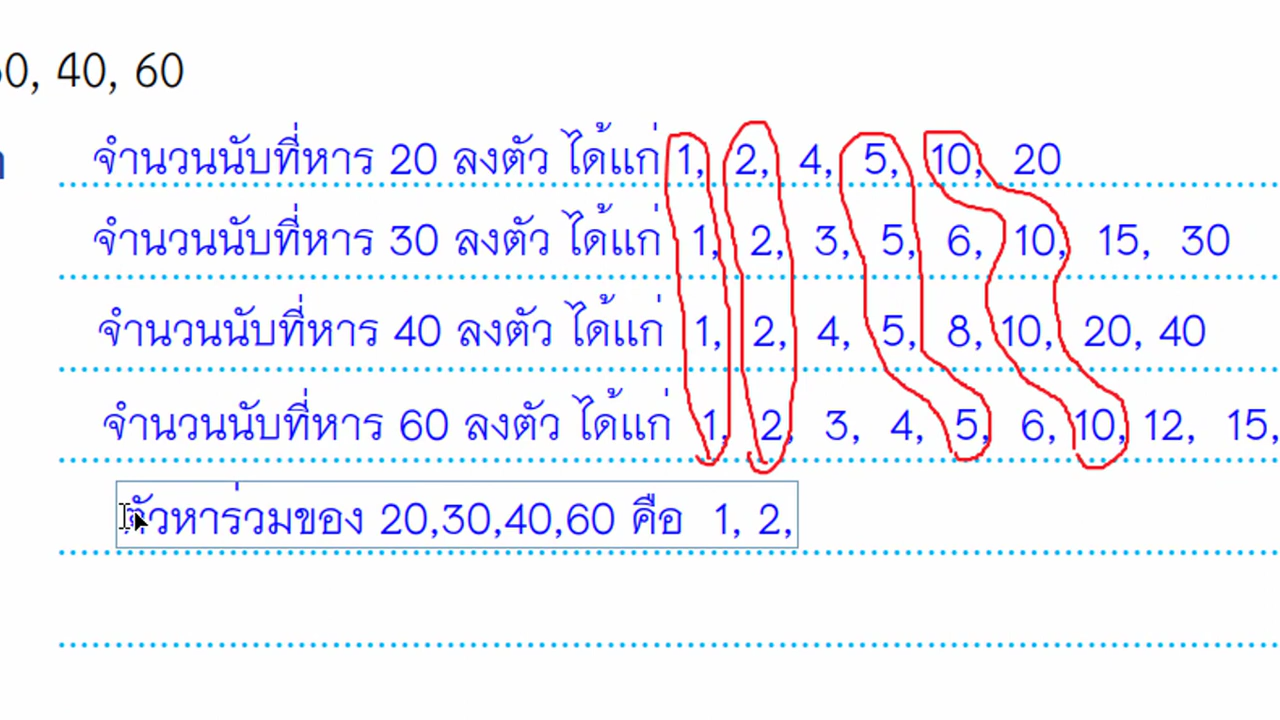 0, 40, 60
จำนวนนับที่หาร 20 ลงตัว ได้แก่ 1, 2, 4, 5, 10, 20
จำนวนนับที่หาร 30 ลงตัว ได้แก่ 1, 2, 3, 5, 6, 10, 15, 30
จำนวนนับที่หาร 40 ลงตัว ได้แก่ 1, 2, 4, 5, 8, 10, 20, 40
จำนวนนับที่หาร 60 ลงตัว ได้แก่ 1, 2, 3, 4, 5, 6, 10, 12, 15,
ตัวหาร่วมของ 20,30,40,60 คือ 1, 2,